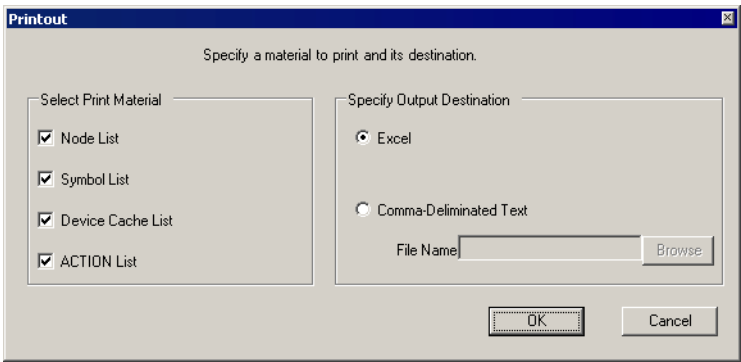 Printout
Specify a material to print and its destination.
Select Print Material
Node List
Symbol List
Device Cache List
ACTION List
Specify Output Destination
Excel
Comma-Deliminated Text
File Name
Browse
OK
Cancel